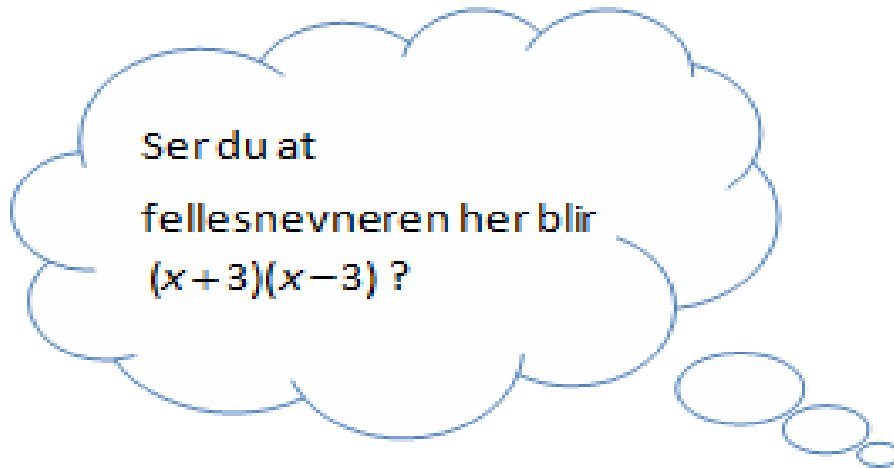 Ser du at
fellesnevneren her blir
(x+3)(x−3) ?